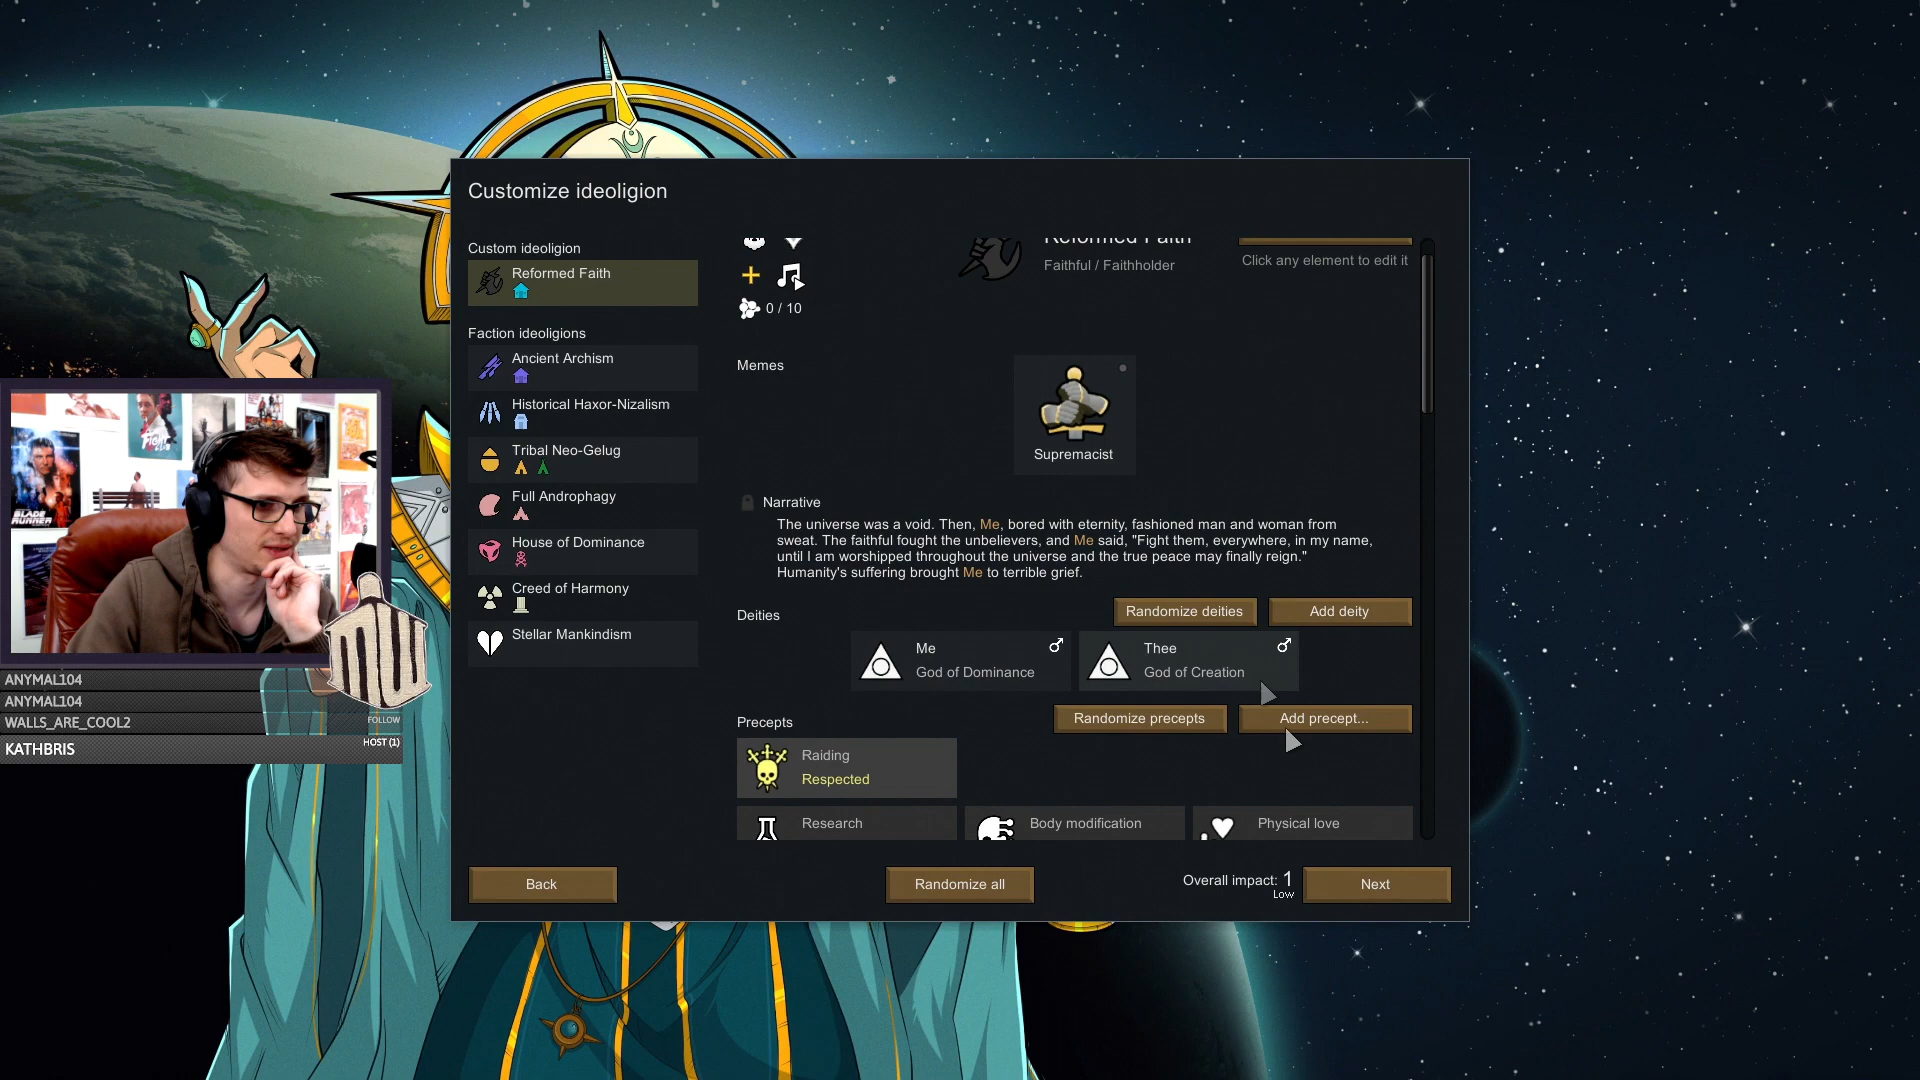 Customize ideoligion
Custom ideoligion
Reformed Faith
Faction ideoligions
Ancient Archism
Historical Haxor-Nizalism
Tribal Neo-Gelug
Full Androphagy
House of Dominance
Creed of Harmony
Stellar Mankindism
Reformed Faith
Faithful / Faithholder
Click any element to edit it
0 / 10
Memes
Supremacist
Narrative
The universe was a void. Then, Me, bored with eternity, fashioned man and woman from
sweat. The faithful fought the unbelievers, and Me said, "Fight them, everywhere, in my name,
until I am worshipped throughout the universe and the true peace may finally reign."
Humanity's suffering brought Me to terrible grief.
Deities
Randomize deities
Add deity
Me
God of Dominance
Thee
God of Creation
Precepts
Randomize precepts
Add precept...
Raiding
Respected
Research
Body modification
Physical love
Back
Randomize all
Overall impact: 1
Low
Next
BLADE
RUNNER
FIGHT
ANYMAL104
ANYMAL104
WALLS_ARE_COOL2
FOLLOW
KATHBRIS
HOST (1)